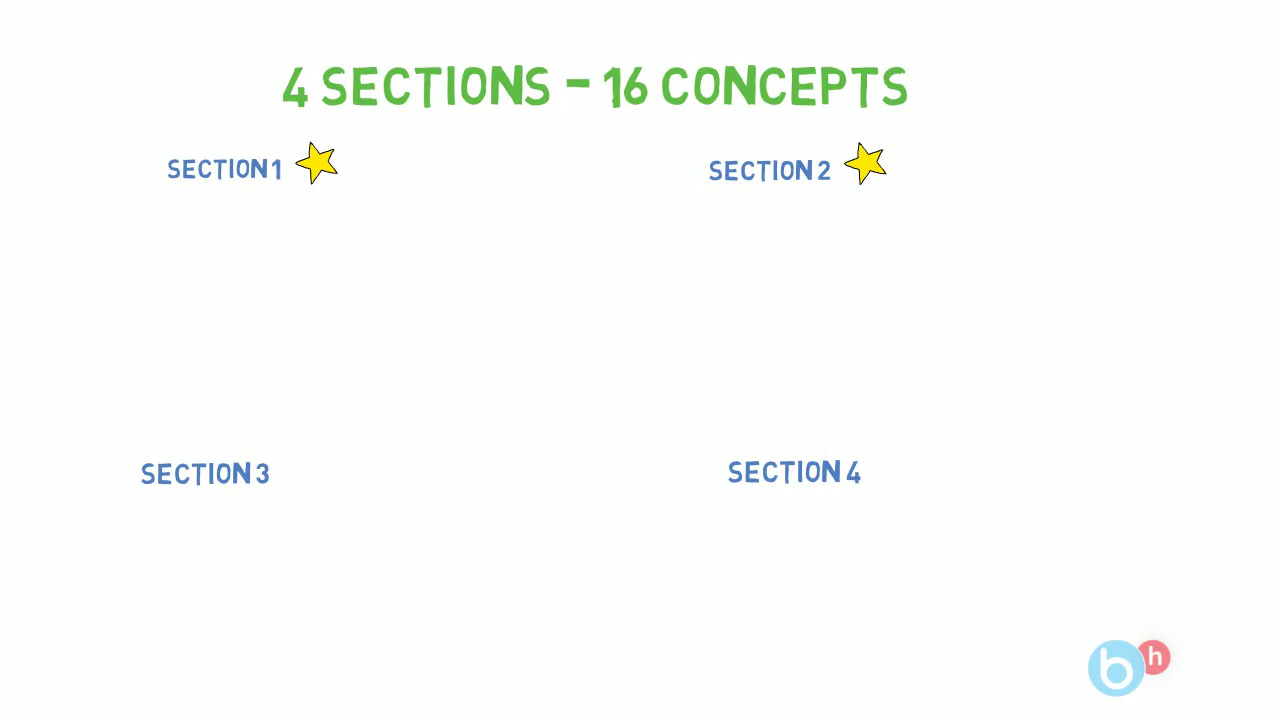 4 SECTIONS - 16 CONCEPTS
SECTION 1
SECTION 2
SECTION 3
SECTION 4
b h